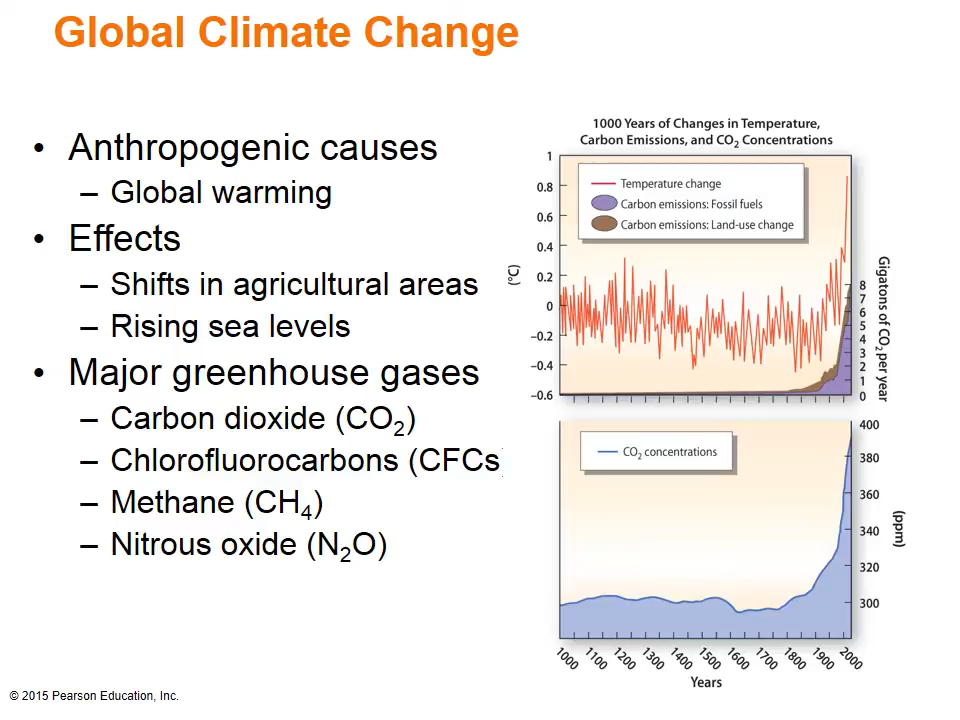 Global Climate Change
• Anthropogenic causes
– Global warming
• Effects
– Shifts in agricultural areas
– Rising sea levels
• Major greenhouse gases
– Carbon dioxide (CO₂)
– Chlorofluorocarbons (CFCs
– Methane (CH₄)
– Nitrous oxide (N₂O)
1000 Years of Changes in Temperature,
Carbon Emissions, and CO₂ Concentrations
Temperature change
Carbon emissions: Fossil fuels
Carbon emissions: Land-use change
(°C)
1
0.8
0.6
0.4
0.2
0
–0.2
–0.4
–0.6
Gigatons of CO₂ per year
8
7
6
5
4
3
2
1
0
CO₂ concentrations
400
380
360
340
320
300
(ppm)
1000 1100 1200 1300 1400 1500 1600 1700 1800 1900 2000
Years
© 2015 Pearson Education, Inc.